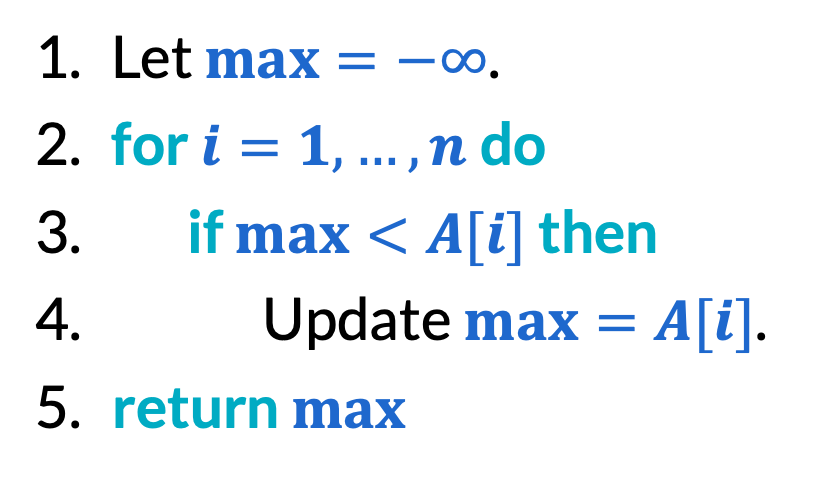 1. Let max = −∞.
2. for i = 1, … , n do
3. if max < A[i] then
4. Update max = A[i].
5. return max